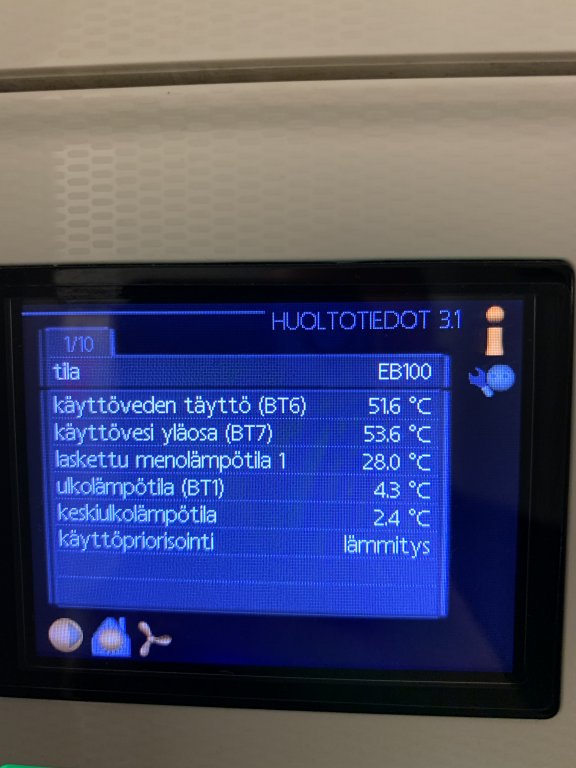 HUOLTOTIEDOT 3.1
1/10
tila EB100
käyttöveden täyttö (BT6) 51.6 °C
käyttövesi yläosa (BT7) 53.6 °C
laskettu menolämpötila 1 28.0 °C
ulkolämpötila (BT1) 4.3 °C
keskiulkolämpötila 2.4 °C
käyttöpriorisointi lämmitys